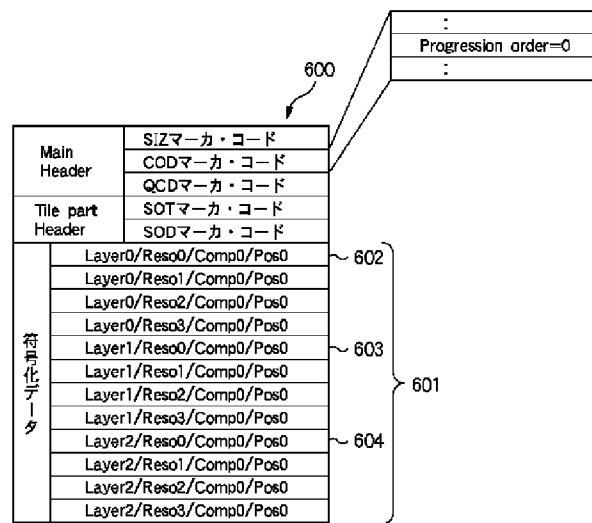 :
Progression order=0
:
600
Main
Header
SIZマーカ・コード
CODマーカ・コード
QCDマーカ・コード
Tile part
Header
SOTマーカ・コード
SODマーカ・コード
符号化データ
Layer0/Reso0/Comp0/Pos0
602
Layer0/Reso1/Comp0/Pos0
Layer0/Reso2/Comp0/Pos0
Layer0/Reso3/Comp0/Pos0
Layer1/Reso0/Comp0/Pos0
603
Layer1/Reso1/Comp0/Pos0
Layer1/Reso2/Comp0/Pos0
Layer1/Reso3/Comp0/Pos0
Layer2/Reso0/Comp0/Pos0
604
Layer2/Reso1/Comp0/Pos0
Layer2/Reso2/Comp0/Pos0
Layer2/Reso3/Comp0/Pos0
601